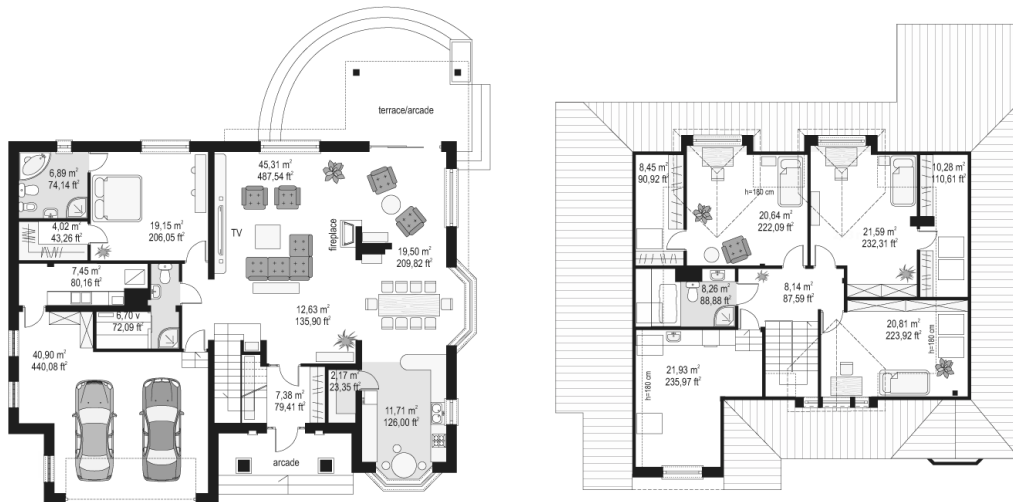 terrace/arcade
6,89 m²
74,14 ft²
45,31 m²
487,54 ft²
4,02 m²
43,26 ft²
19,15 m²
206,05 ft²
TV
fireplace
19,50 m²
209,82 ft²
7,45 m²
80,16 ft²
12,63 m²
135,90 ft²
6,70 v
72,09 ft²
40,90 m²
440,08 ft²
2,17 m²
23,35 ft²
7,38 m²
79,41 ft²
11,71 m²
126,00 ft²
arcade
8,45 m²
90,92 ft²
h=180 cm
20,64 m²
222,09 ft²
10,28 m²
110,61 ft²
21,59 m²
232,31 ft²
8,26 m²
88,88 ft²
8,14 m²
87,59 ft²
20,81 m²
223,92 ft²
h=180 cm
21,93 m²
235,97 ft²
h=180 cm